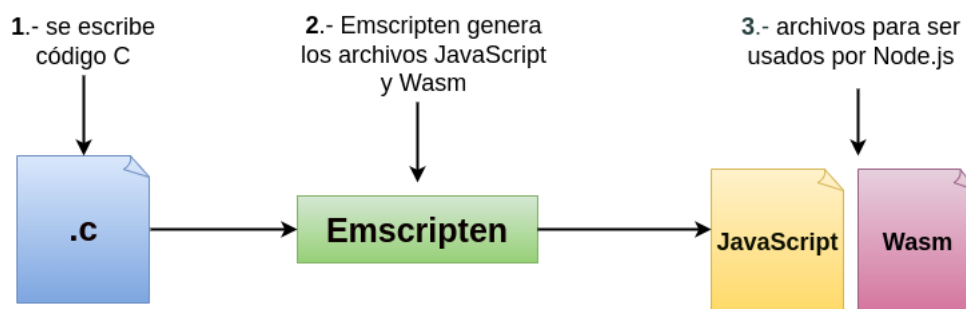 1.- se escribe
código C
2.- Emscripten genera
los archivos JavaScript
y Wasm
3.- archivos para ser
usados por Node.js
.c
Emscripten
JavaScript
Wasm